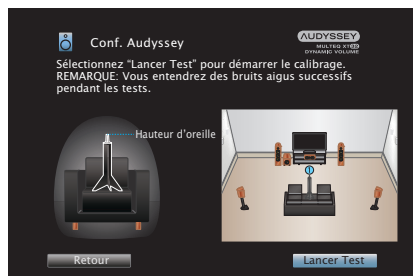 Conf. Audyssey
AUDYSSEY
MULTEQ XT32
DYNAMIC VOLUME
Sélectionnez “Lancer Test” pour démarrer le calibrage.
REMARQUE: Vous entendrez des bruits aigus successifs
pendant les tests.
Hauteur d’oreille
Retour
Lancer Test